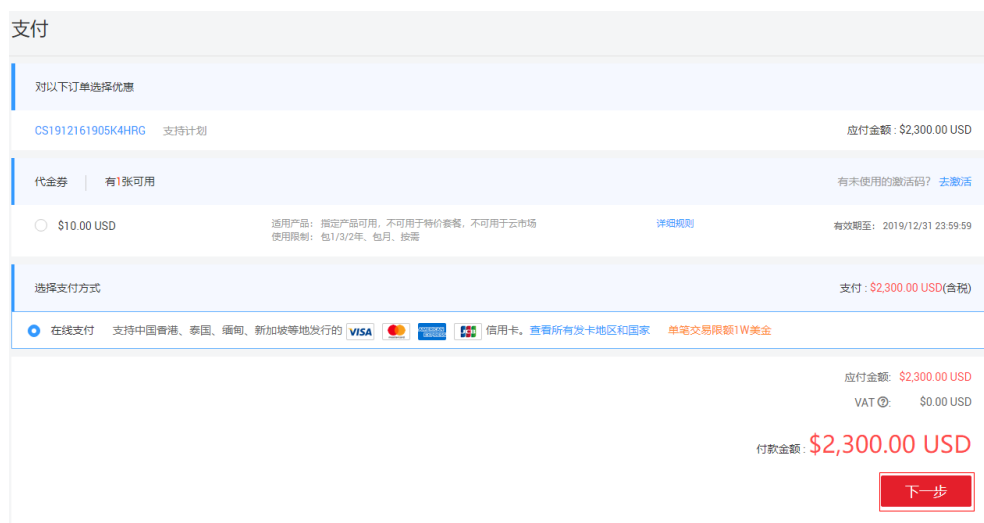 支付
对以下订单选择优惠
CS1912161905K4HRG 支持计划 应付金额 : $2,300.00 USD
代金券 有1张可用 有未使用的激活码? 去激活
$10.00 USD 适用产品: 指定产品可用, 不可用于特价套餐, 不可用于云市场 详细规则 有效期至: 2019/12/31 23:59:59
使用限制: 包1/3/2年、包月、按需
选择支付方式 支付 : $2,300.00 USD(含税)
在线支付 支持中国香港、泰国、缅甸、新加坡等地发行的 VISA AMERICAN EXPRESS JCB 信用卡。查看所有发卡地区和国家 单笔交易限额1W美金
应付金额: $2,300.00 USD
VAT ?: $0.00 USD
付款金额 : $2,300.00 USD
下一步